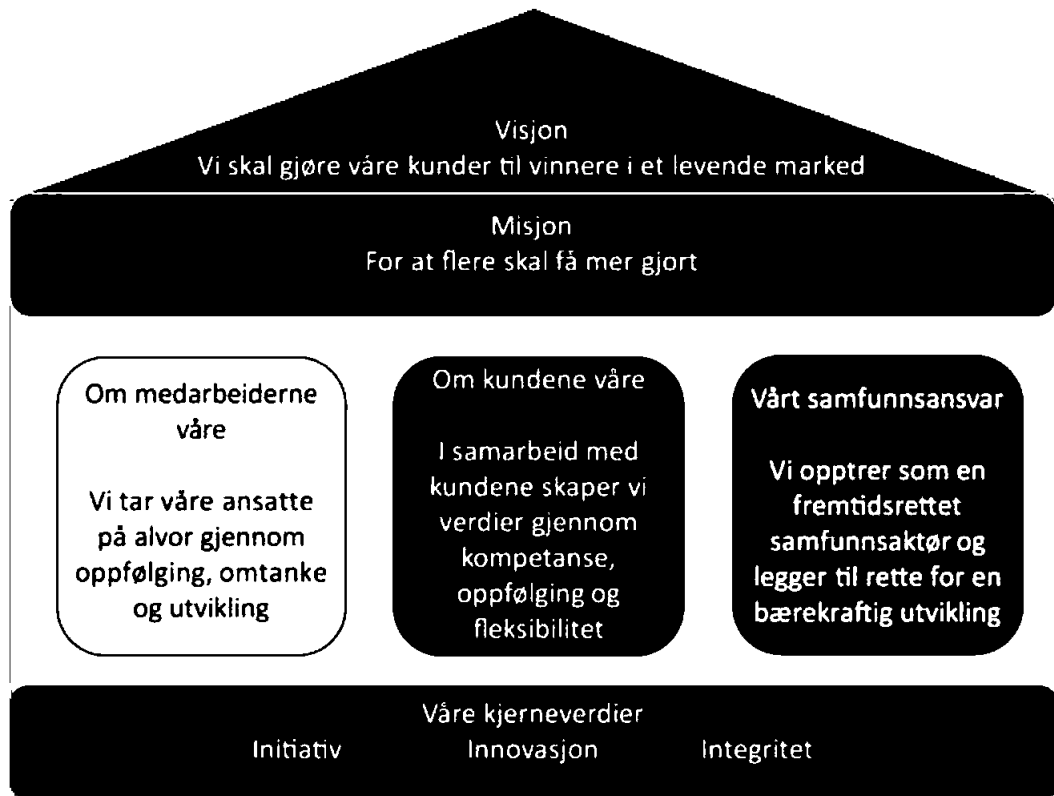 Visjon
Vi skal gjøre våre kunder til vinnere i et levende marked
Misjon
For at flere skal få mer gjort
Om medarbeiderne
våre
Vi tar våre ansatte
på alvor gjennom
oppfølging, omtanke
og utvikling
Om kundene våre
I samarbeid med
kundene skaper vi
verdier gjennom
kompetanse,
oppfølging og
fleksibilitet
Vårt samfunnsansvar
Vi opptrer som en
fremtidsrettet
samfunnsaktør og
legger til rette for en
bærekraftig utvikling
Våre kjerneverdier
Initiativ Innovasjon Integritet